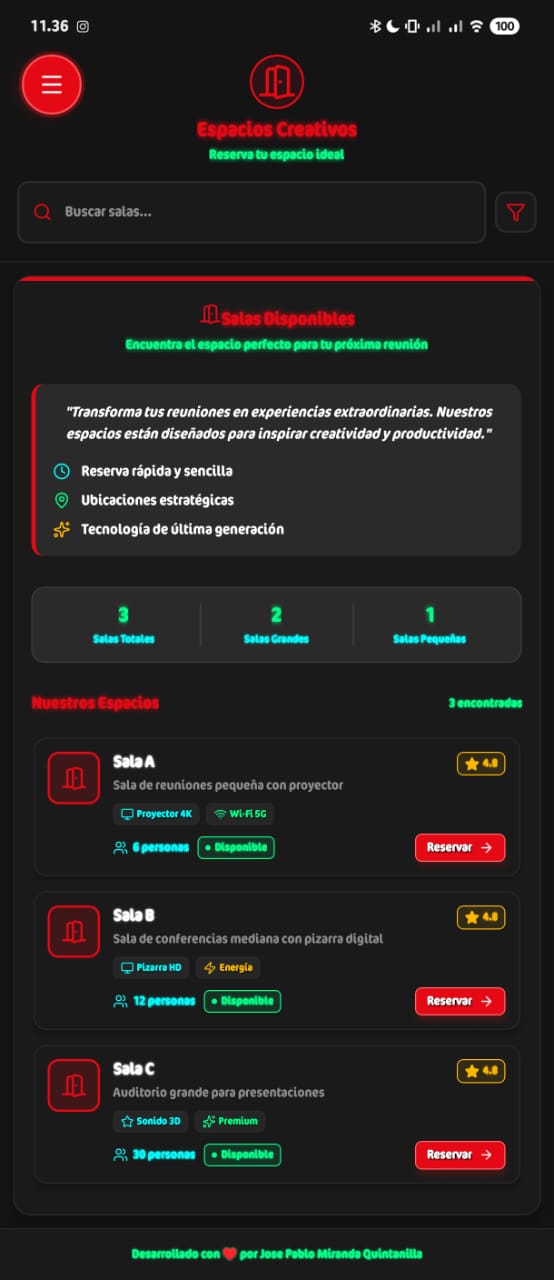 11.36
100
Espacios Creativos
Reserva tu espacio ideal
Buscar salas...
Salas Disponibles
Encuentra el espacio perfecto para tu próxima reunión
"Transforma tus reuniones en experiencias extraordinarias. Nuestros
espacios están diseñados para inspirar creatividad y productividad."
Reserva rápida y sencilla
Ubicaciones estratégicas
Tecnología de última generación
3 2 1
Salas Totales Salas Grandes Salas Pequeñas
Nuestros Espacios 3 encontradas
Sala A 4.8
Sala de reuniones pequeña con proyector
Proyector 4K Wi-Fi 5G
6 personas • Disponible Reservar →
Sala B 4.8
Sala de conferencias mediana con pizarra digital
Pizarra HD Energía
12 personas • Disponible Reservar →
Sala C 4.8
Auditorio grande para presentaciones
Sonido 3D Premium
30 personas • Disponible Reservar →
Desarrollado con ❤️ por Jose Pablo Miranda Quintanilla